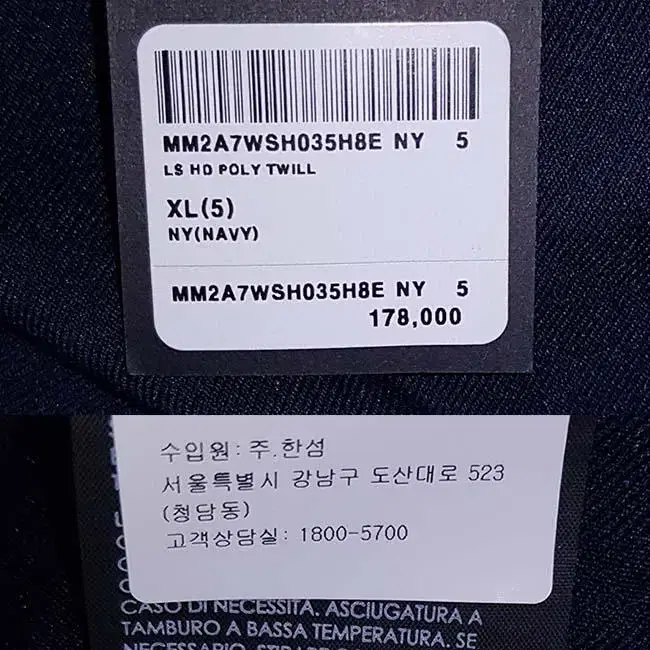 MM2A7WSH035H8E NY 5
LS HD POLY TWILL
XL(5)
NY(NAVY)
MM2A7WSH035H8E NY 5
178,000
수입원: 주.한섬
서울특별시 강남구 도산대로 523
(청담동)
고객상담실: 1800-5700
CASO DI NECESSITÀ. ASCIUGATURA A
TAMBURO A BASSA TEMPERATURA. SE
NECESSARIO